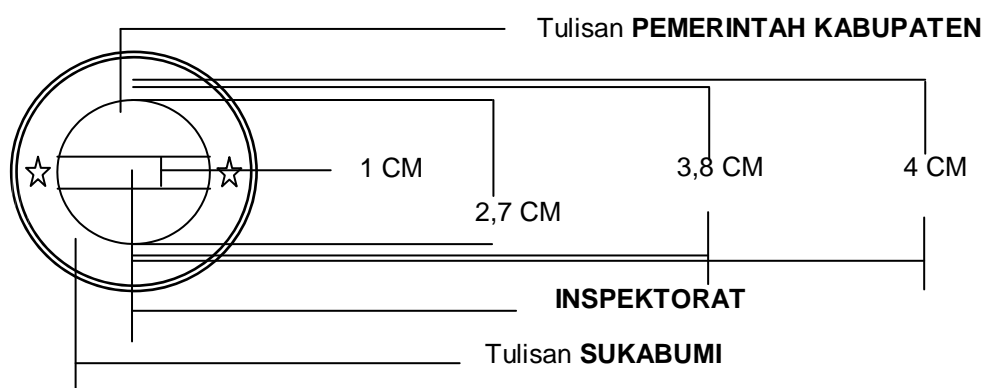 Tulisan PEMERINTAH KABUPATEN
1 CM
3,8 CM
4 CM
2,7 CM
INSPEKTORAT
Tulisan SUKABUMI